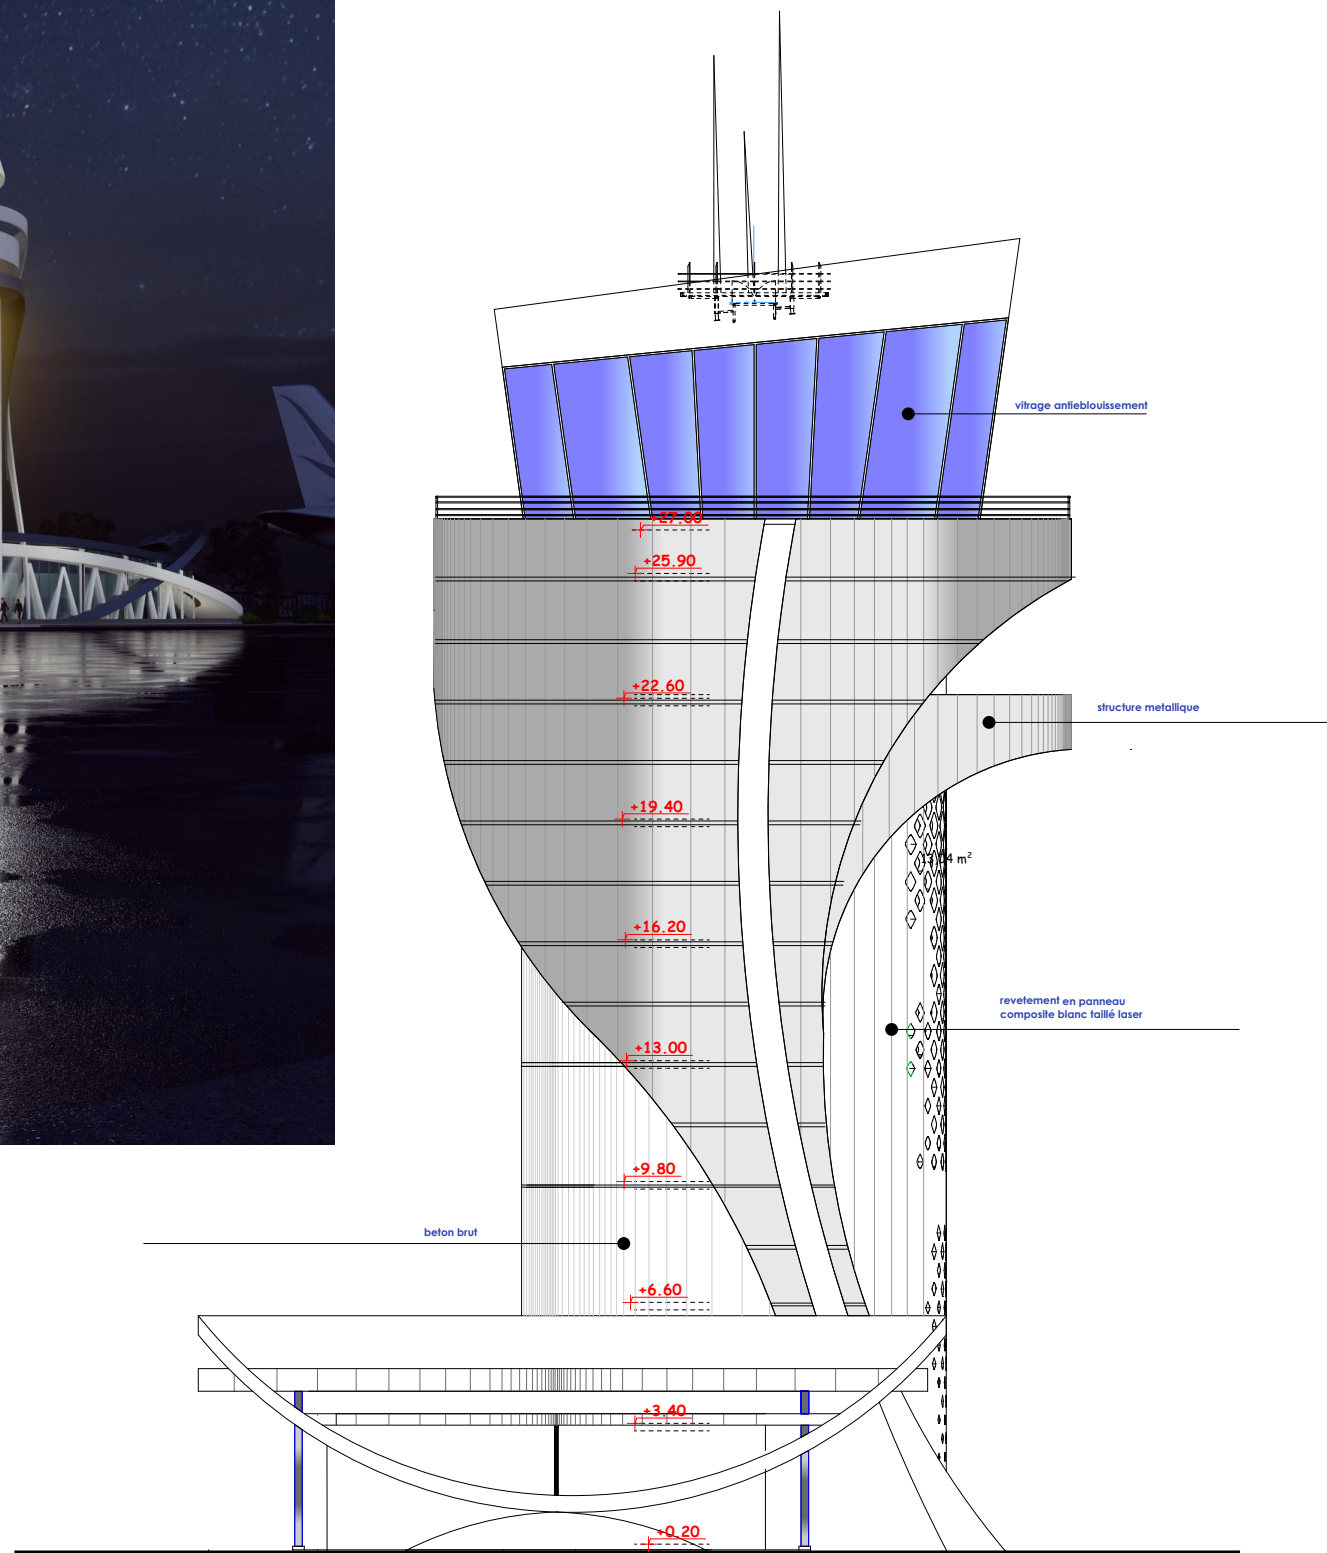 vitrage antieblouissement
+27.00
+25.90
+22.60
structure metallique
+19.40
m²
+16.20
revetement en panneau
composite blanc taillé laser
+13.00
+9.80
beton brut
+6.60
+3.40
+0.20